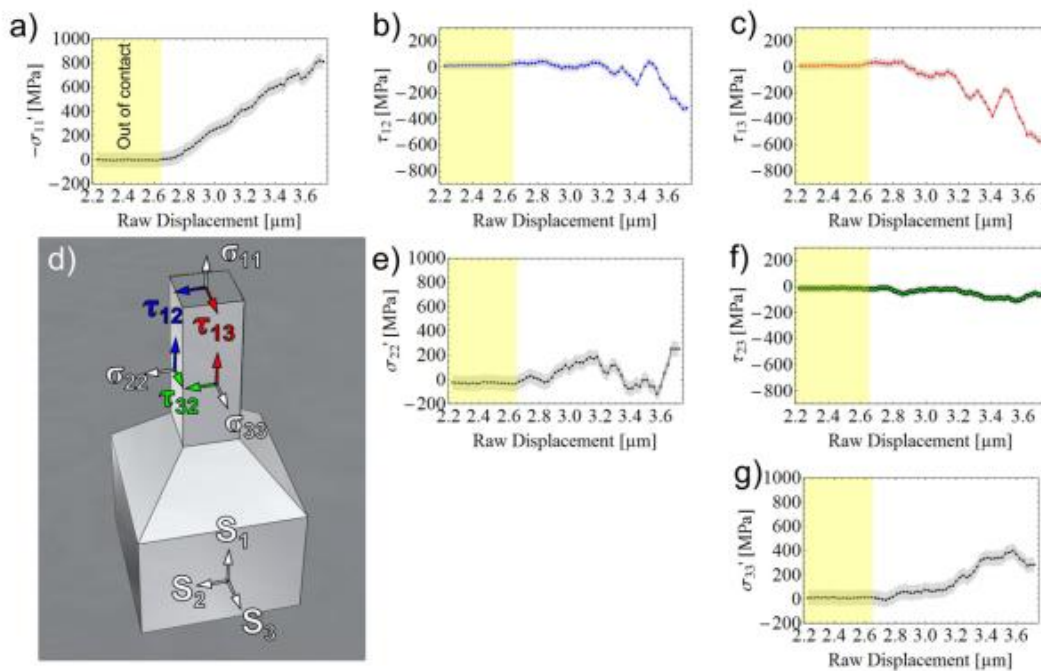 a)
1000
800
600
400
200
0
−200
−σ11' [MPa]
Out of contact
2.2 2.4 2.6 2.8 3.0 3.2 3.4 3.6
Raw Displacement [µm]
b)
200
0
−200
−400
−600
−800
τ12 [MPa]
2.2 2.4 2.6 2.8 3.0 3.2 3.4 3.6
Raw Displacement [µm]
c)
200
0
−200
−400
−600
−800
τ13 [MPa]
2.2 2.4 2.6 2.8 3.0 3.2 3.4 3.6
Raw Displacement [µm]
d)
σ11
τ12
τ13
σ22
τ32
σ33
S1
S2
S3
e)
1000
800
600
400
200
0
−200
σ22' [MPa]
2.2 2.4 2.6 2.8 3.0 3.2 3.4 3.6
Raw Displacement [µm]
f)
200
0
−200
−400
−600
−800
τ23 [MPa]
2.2 2.4 2.6 2.8 3.0 3.2 3.4 3.6
Raw Displacement [µm]
g)
1000
800
600
400
200
0
−200
σ33' [MPa]
2.2 2.4 2.6 2.8 3.0 3.2 3.4 3.6
Raw Displacement [µm]